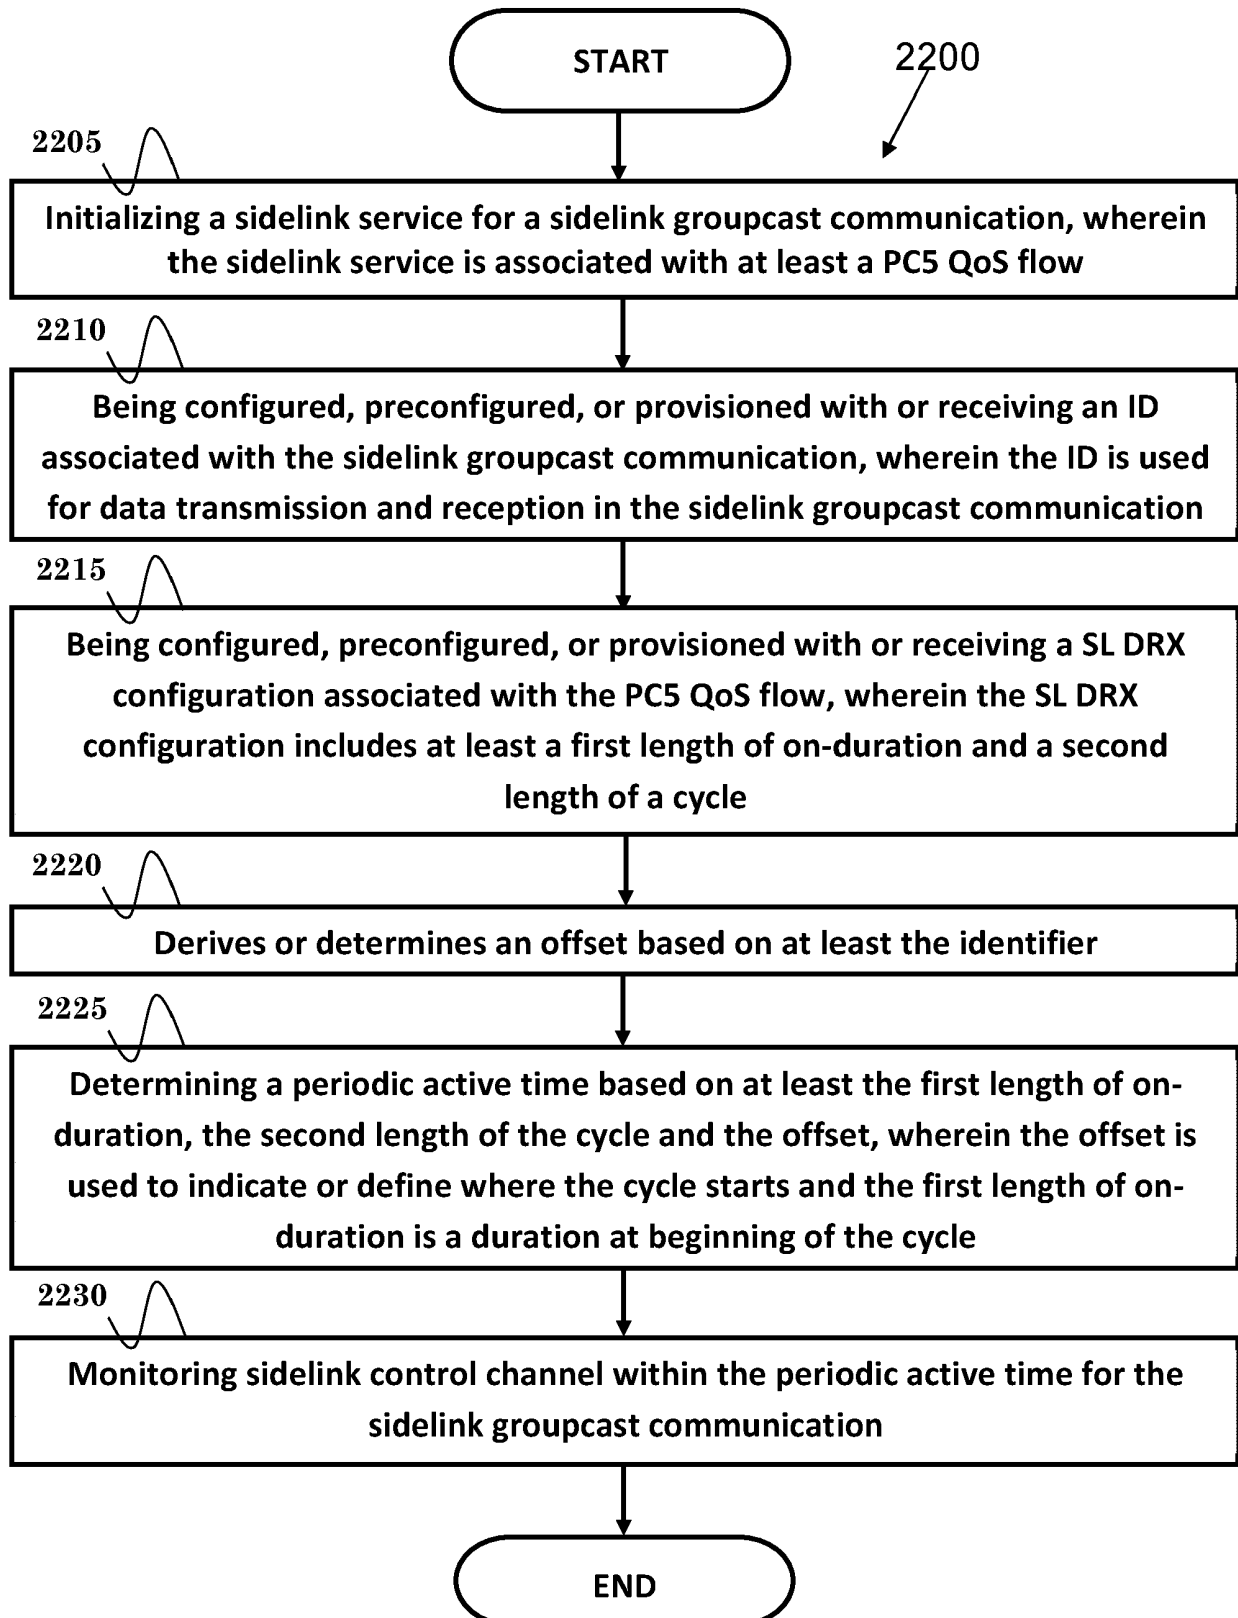 START
2200
2205
Initializing a sidelink service for a sidelink groupcast communication, wherein
the sidelink service is associated with at least a PC5 QoS flow
2210
Being configured, preconfigured, or provisioned with or receiving an ID
associated with the sidelink groupcast communication, wherein the ID is used
for data transmission and reception in the sidelink groupcast communication
2215
Being configured, preconfigured, or provisioned with or receiving a SL DRX
configuration associated with the PC5 QoS flow, wherein the SL DRX
configuration includes at least a first length of on-duration and a second
length of a cycle
2220
Derives or determines an offset based on at least the identifier
2225
Determining a periodic active time based on at least the first length of on-
duration, the second length of the cycle and the offset, wherein the offset is
used to indicate or define where the cycle starts and the first length of on-
duration is a duration at beginning of the cycle
2230
Monitoring sidelink control channel within the periodic active time for the
sidelink groupcast communication
END